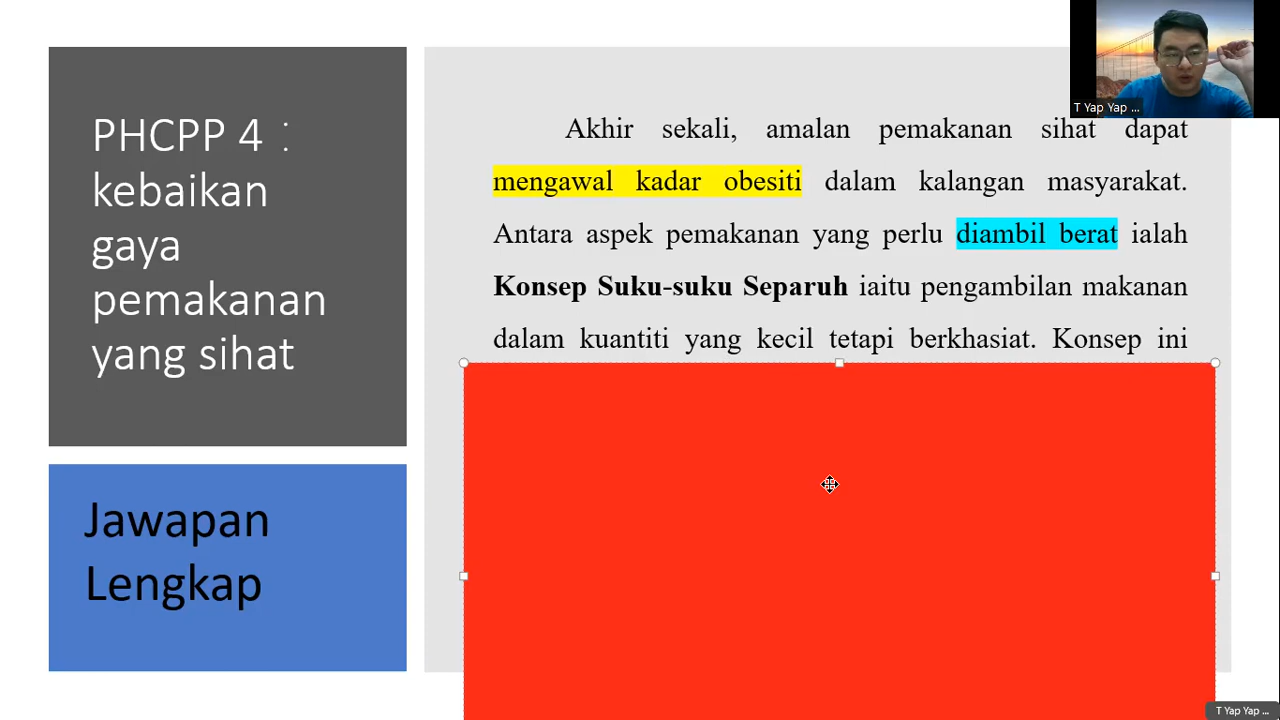 PHCPP 4 :
kebaikan
gaya
pemakanan
yang sihat
Jawapan
Lengkap
Akhir sekali, amalan pemakanan sihat dapat
mengawal kadar obesiti dalam kalangan masyarakat.
Antara aspek pemakanan yang perlu diambil berat ialah
Konsep Suku-suku Separuh iaitu pengambilan makanan
dalam kuantiti yang kecil tetapi berkhasiat. Konsep ini
T Yap Yap ...
T Yap Yap ...